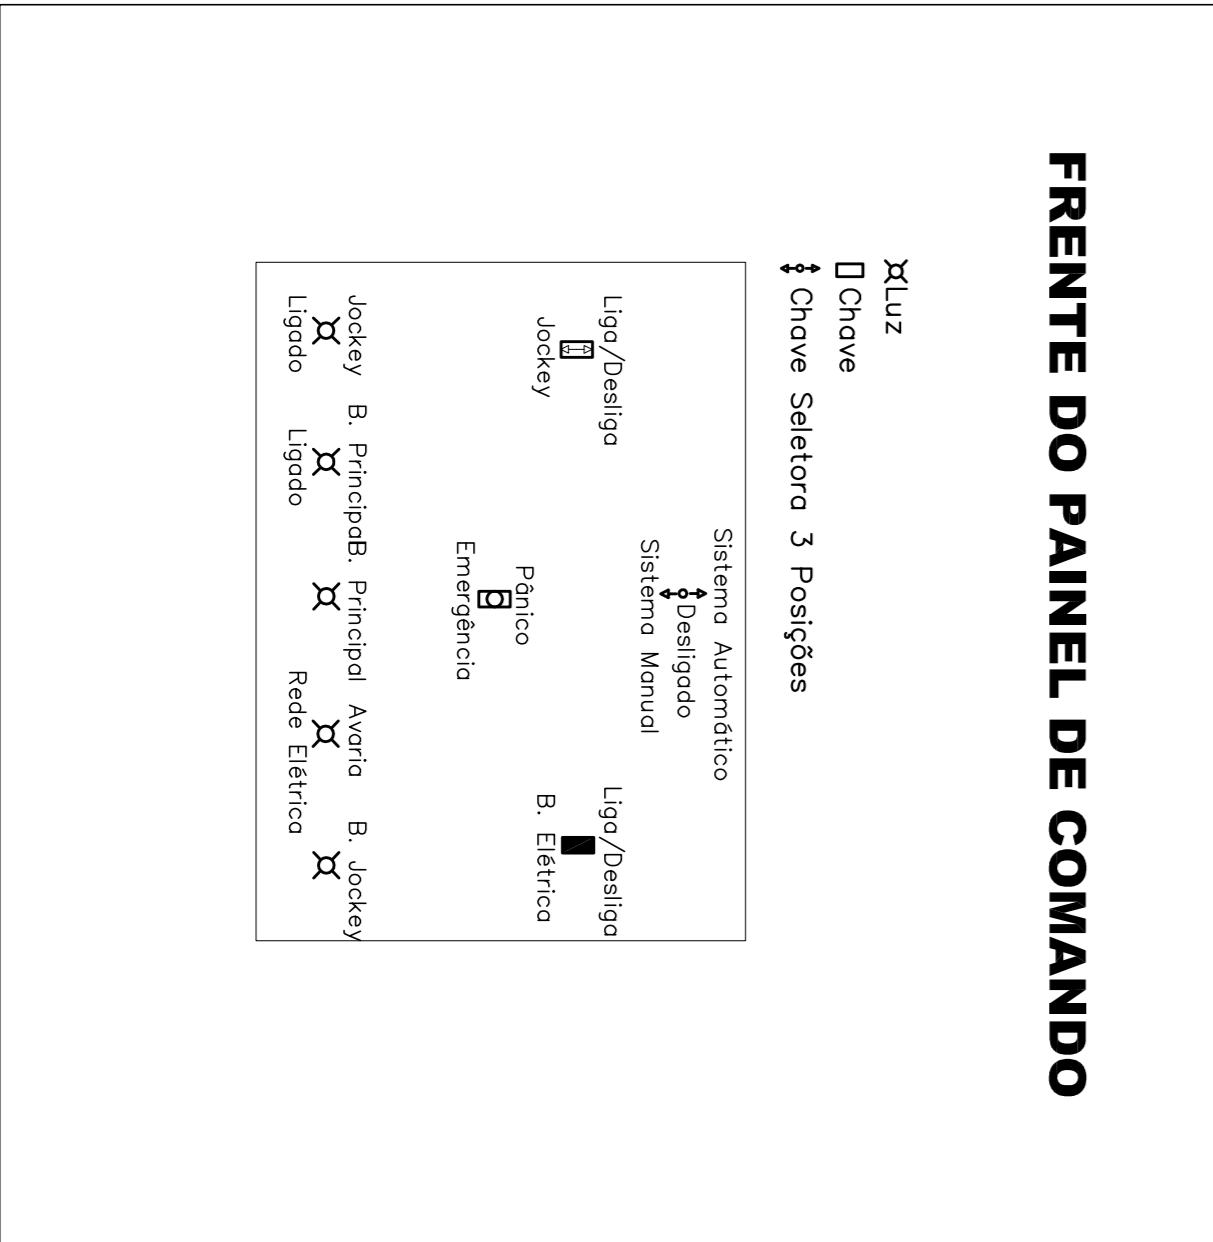 FRENTE DO PAINEL DE COMANDO
Luz
Chave
Chave Seletora 3 Posições
Sistema Automático
Desligado
Sistema Manual
Liga/Desliga
Jockey
Liga/Desliga
B. Elétrica
Pânico
Emergência
Jockey
Ligado
B. Principa
Ligado
B. Principal
Avaria
Rede Elétrica
B. Jockey